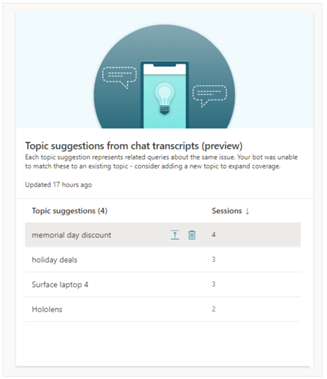 Topic suggestions from chat transcripts (preview)
Each topic suggestion represents related queries about the same issue. Your bot was unable
to match these to an existing topic - consider adding a new topic to expand coverage.
Updated 17 hours ago
Topic suggestions (4) Sessions ↓
memorial day discount 4
holiday deals 3
Surface laptop 4 3
Hololens 2